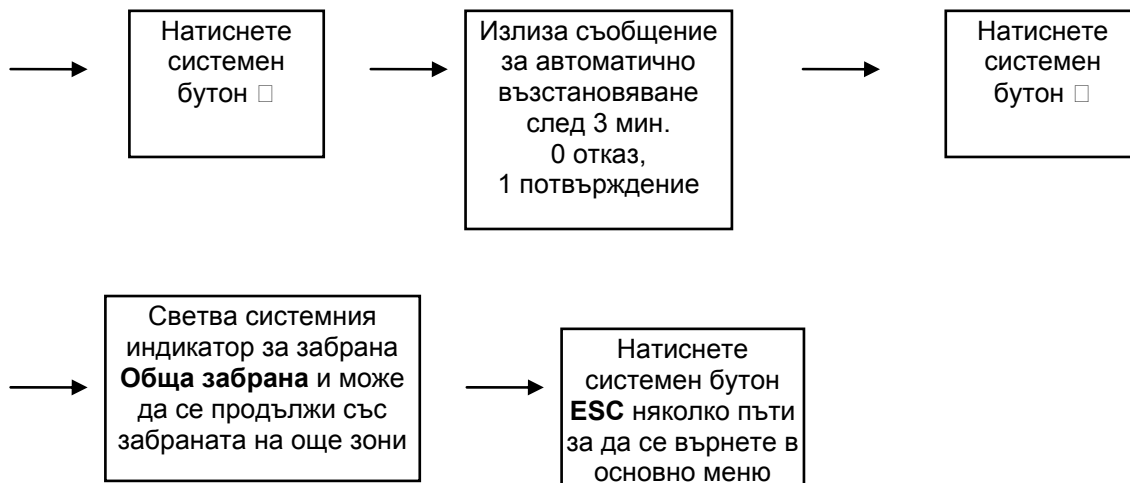 Натиснете
системен
бутон □
Излиза съобщение
за автоматично
възстановяване
след 3 мин.
0 отказ,
1 потвърждение
Натиснете
системен
бутон □
Светва системния
индикатор за забрана
Обща забрана и може
да се продължи със
забраната на още зони
Натиснете
системен бутон
ESC няколко пъти
за да се върнете в
основно меню